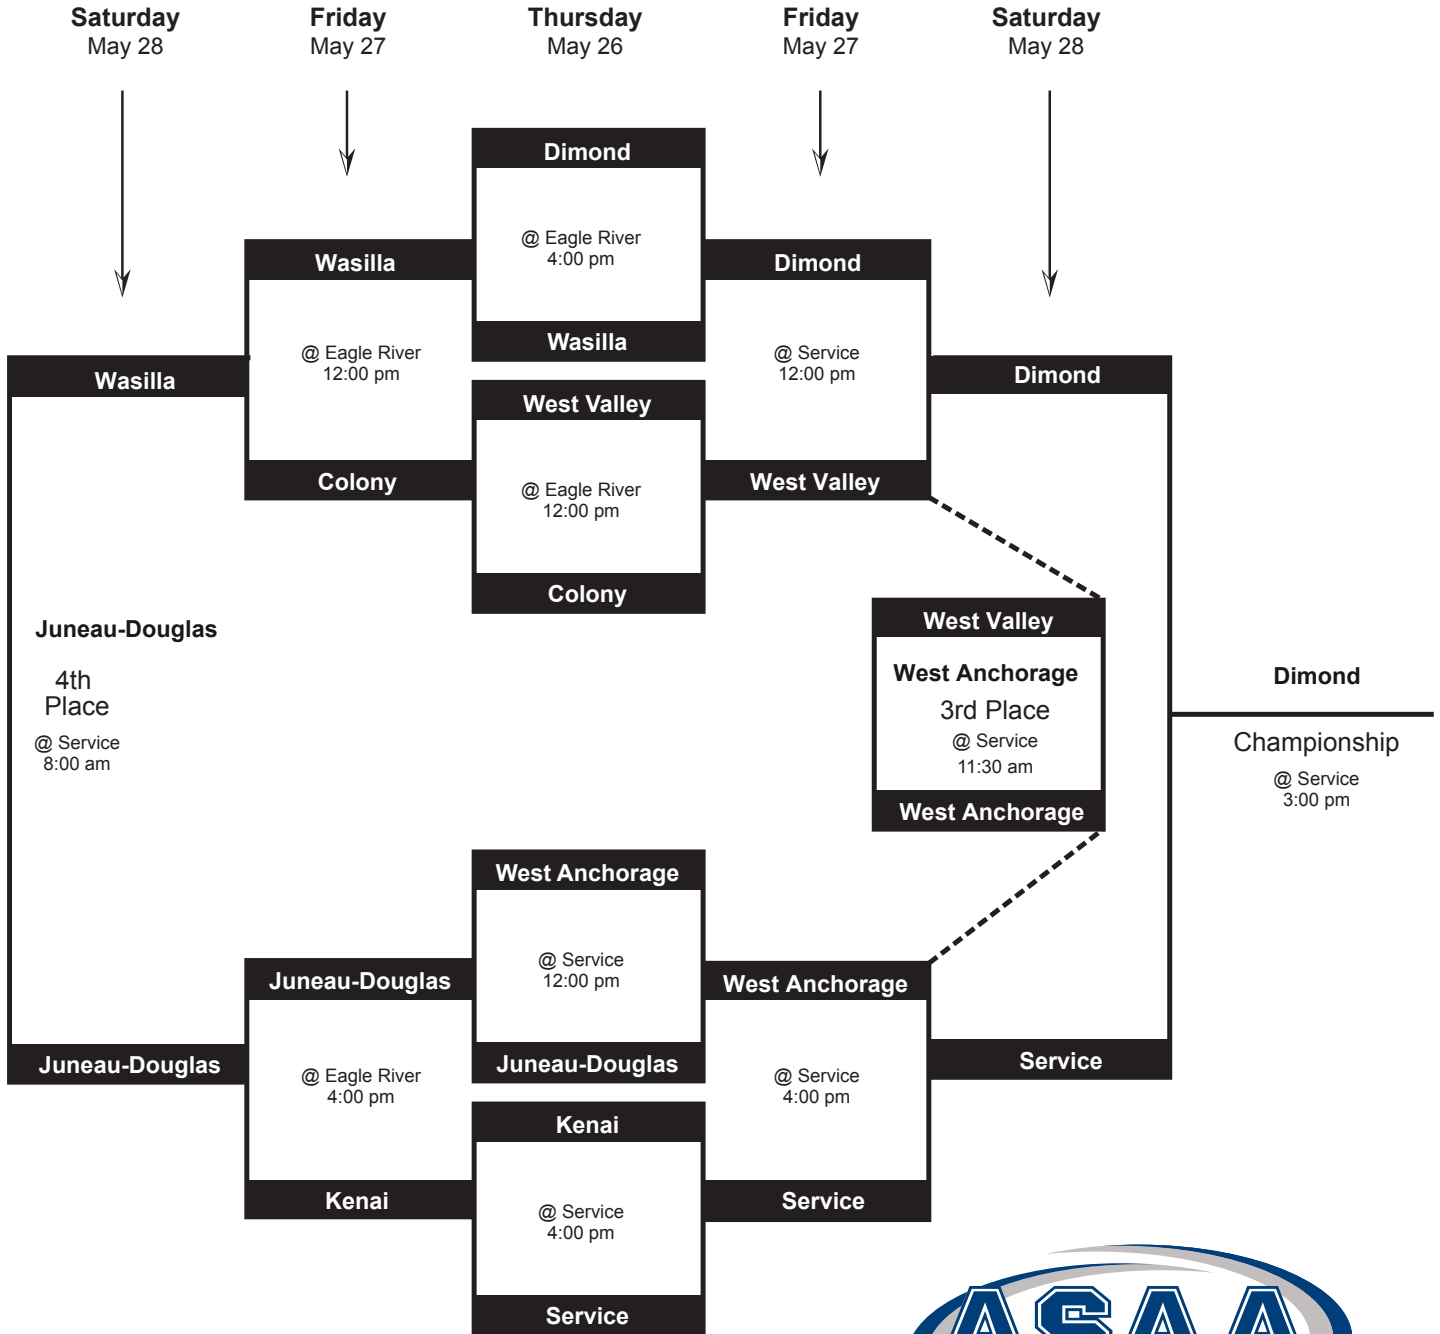 Saturday
May 28
Friday
May 27
Thursday
May 26
Friday
May 27
Saturday
May 28
Dimond
@ Eagle River
4:00 pm
Wasilla
Wasilla
@ Eagle River
12:00 pm
Colony
Dimond
@ Service
12:00 pm
West Valley
Wasilla
Dimond
West Valley
@ Eagle River
12:00 pm
Colony
Juneau-Douglas
4th
Place
@ Service
8:00 am
West Valley
West Anchorage
3rd Place
@ Service
11:30 am
West Anchorage
Dimond
Championship
@ Service
3:00 pm
West Anchorage
@ Service
12:00 pm
Juneau-Douglas
Juneau-Douglas
@ Eagle River
4:00 pm
Kenai
West Anchorage
@ Service
4:00 pm
Service
Juneau-Douglas
Service
Kenai
@ Service
4:00 pm
Service
ASAA